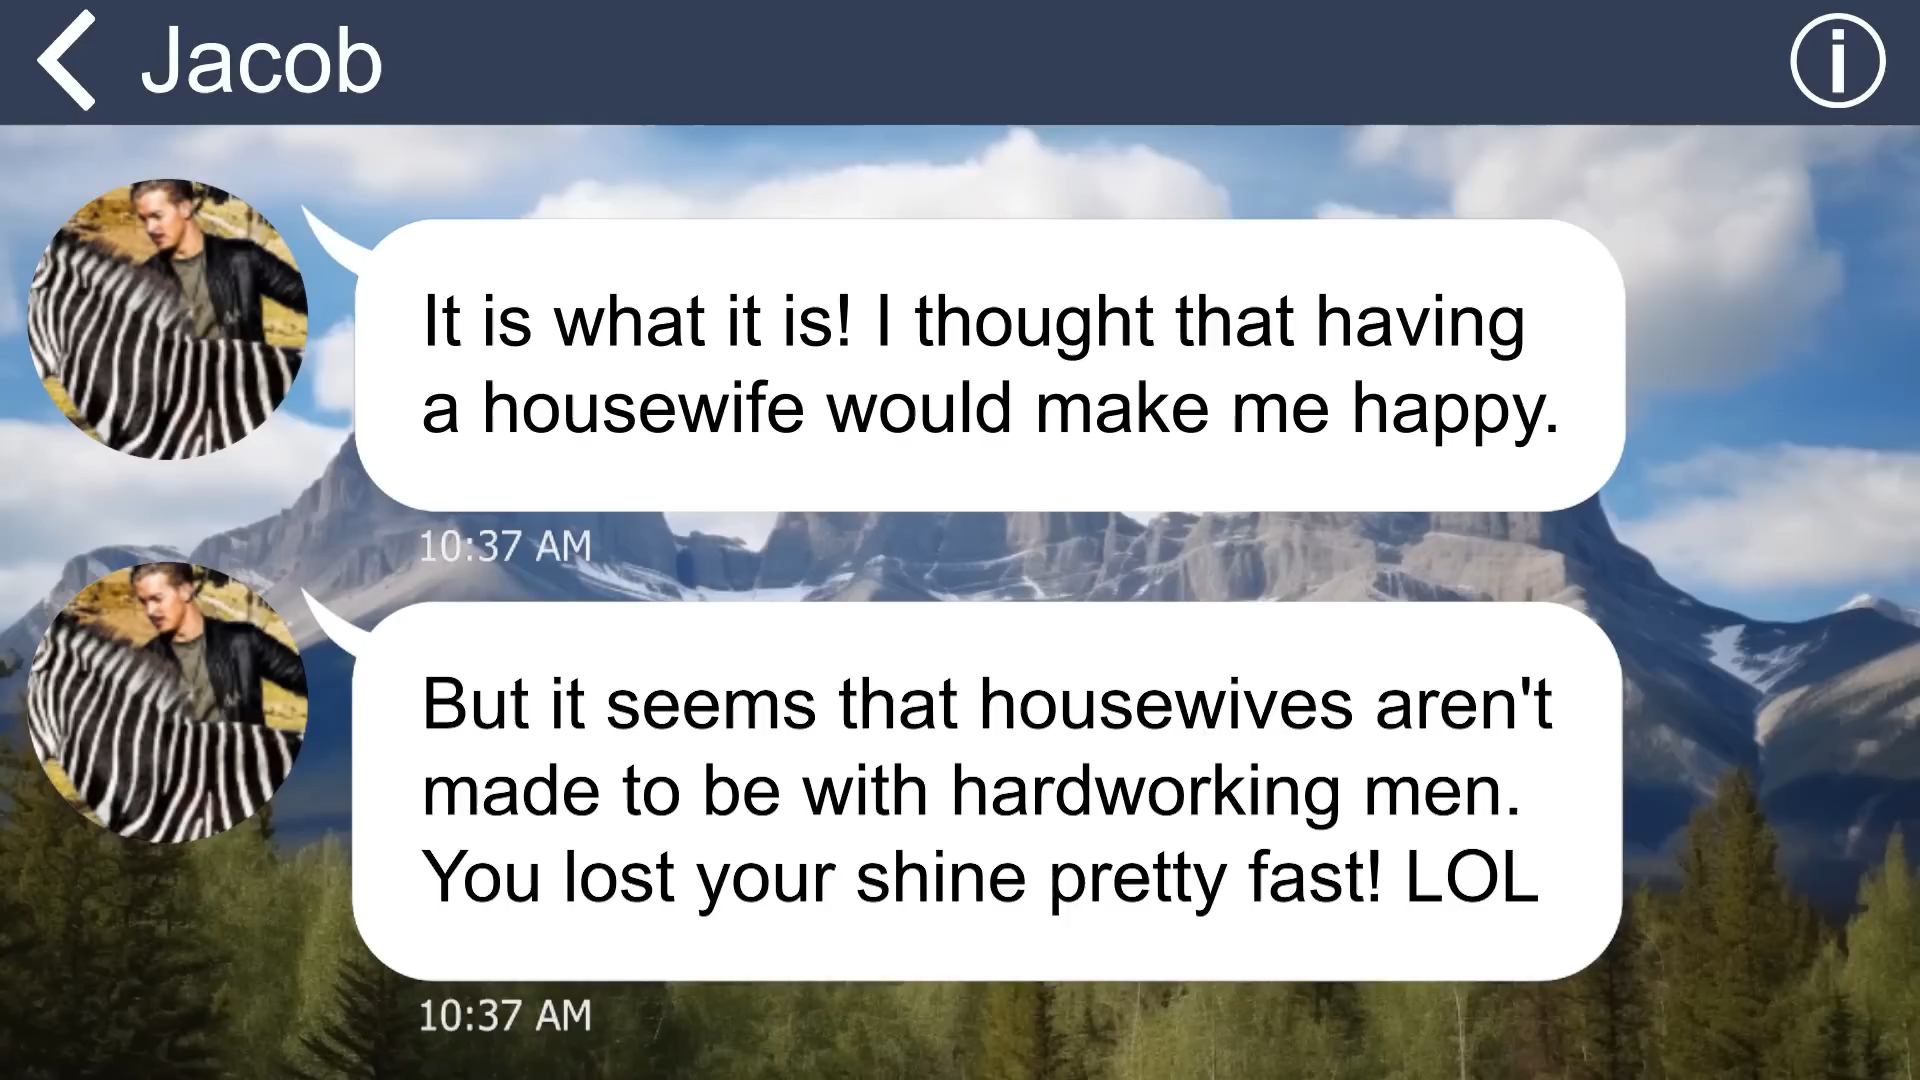 Jacob
It is what it is! I thought that having
a housewife would make me happy.
10:37 AM
But it seems that housewives aren't
made to be with hardworking men.
You lost your shine pretty fast! LOL
10:37 AM